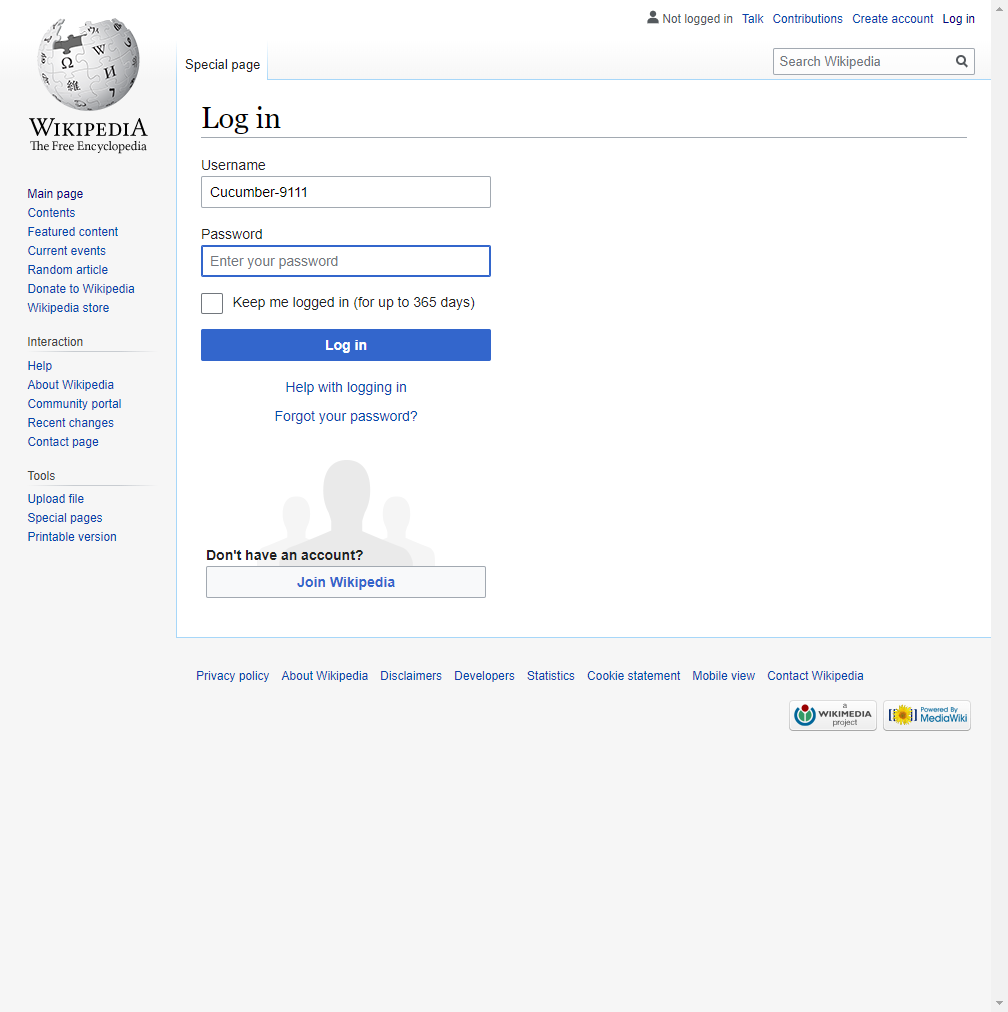 Not logged in Talk Contributions Create account Log in
Special page
Search Wikipedia
WIKIPEDIA
The Free Encyclopedia
Main page
Contents
Featured content
Current events
Random article
Donate to Wikipedia
Wikipedia store
Interaction
Help
About Wikipedia
Community portal
Recent changes
Contact page
Tools
Upload file
Special pages
Printable version
Log in
Username
Cucumber-9111
Password
Enter your password
Keep me logged in (for up to 365 days)
Log in
Help with logging in
Forgot your password?
Don't have an account?
Join Wikipedia
Privacy policy About Wikipedia Disclaimers Developers Statistics Cookie statement Mobile view Contact Wikipedia
a
WIKIMEDIA
project
Powered By
MediaWiki